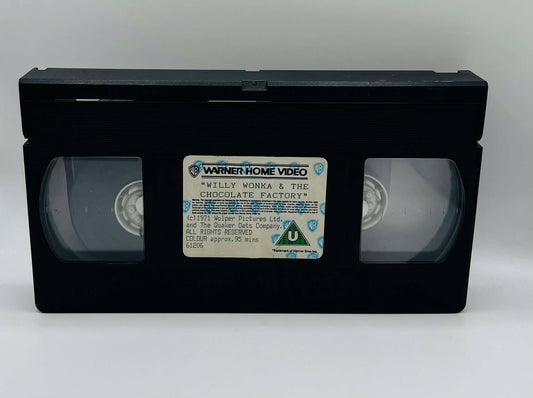 WARNER HOME VIDEO
"WILLY WONKA & THE
CHOCOLATE FACTORY"
(c)1971 Wolper Pictures Ltd.
and The Quaker Oats Company.
ALL RIGHTS RESERVED
COLOUR approx.95 mins
61206
U